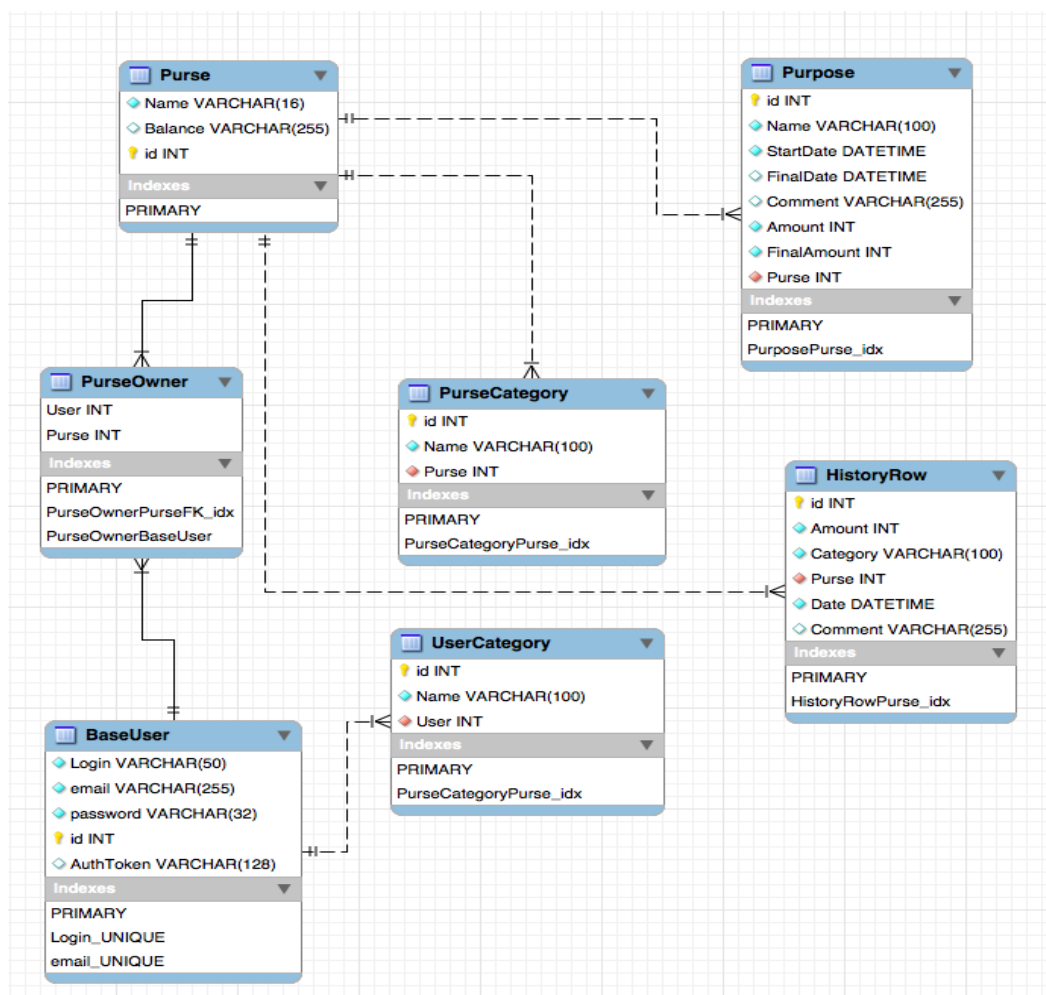 Purse
Name VARCHAR(16)
Balance VARCHAR(255)
id INT
Indexes
PRIMARY
Purpose
id INT
Name VARCHAR(100)
StartDate DATETIME
FinalDate DATETIME
Comment VARCHAR(255)
Amount INT
FinalAmount INT
Purse INT
Indexes
PRIMARY
PurposePurse_idx
PurseOwner
User INT
Purse INT
Indexes
PRIMARY
PurseOwnerPurseFK_idx
PurseOwnerBaseUser
PurseCategory
id INT
Name VARCHAR(100)
Purse INT
Indexes
PRIMARY
PurseCategoryPurse_idx
HistoryRow
id INT
Amount INT
Category VARCHAR(100)
Purse INT
Date DATETIME
Comment VARCHAR(255)
Indexes
PRIMARY
HistoryRowPurse_idx
UserCategory
id INT
Name VARCHAR(100)
User INT
Indexes
PRIMARY
PurseCategoryPurse_idx
BaseUser
Login VARCHAR(50)
email VARCHAR(255)
password VARCHAR(32)
id INT
AuthToken VARCHAR(128)
Indexes
PRIMARY
Login_UNIQUE
email_UNIQUE